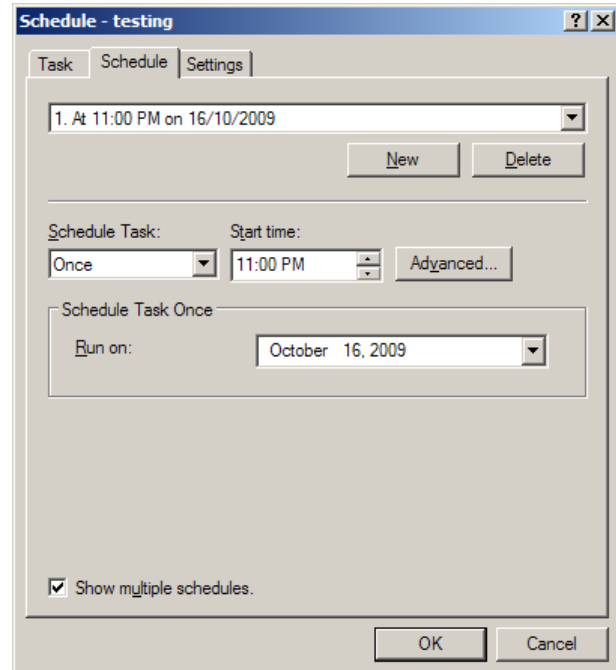 Schedule - testing
Task Schedule Settings
1. At 11:00 PM on 16/10/2009
New Delete
Schedule Task: Start time:
Once 11:00 PM Advanced...
Schedule Task Once
Run on: October 16, 2009
Show multiple schedules.
OK Cancel